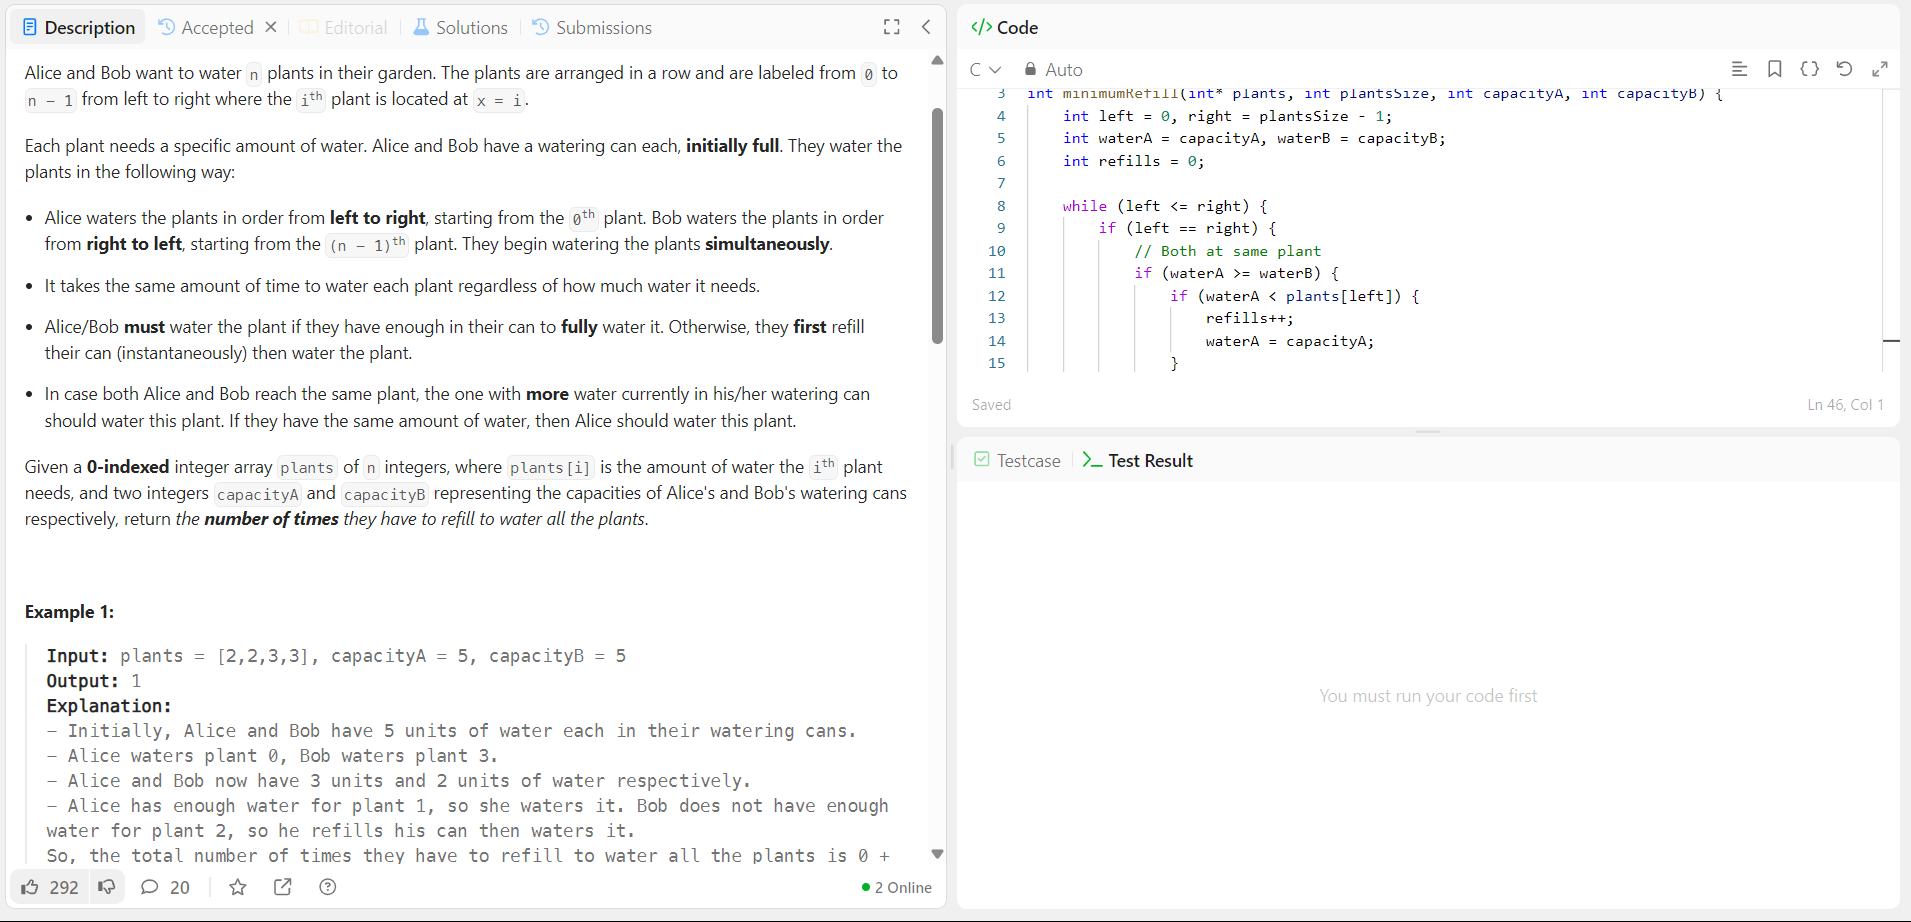 Description
Accepted
Editorial
Solutions
Submissions
Alice and Bob want to water n plants in their garden. The plants are arranged in a row and are labeled from 0 to
n - 1 from left to right where the ith plant is located at x = i.
Each plant needs a specific amount of water. Alice and Bob have a watering can each, initially full. They water the
plants in the following way:
• Alice waters the plants in order from left to right, starting from the 0th plant. Bob waters the plants in order
from right to left, starting from the (n - 1)th plant. They begin watering the plants simultaneously.
• It takes the same amount of time to water each plant regardless of how much water it needs.
• Alice/Bob must water the plant if they have enough in their can to fully water it. Otherwise, they first refill
their can (instantaneously) then water the plant.
• In case both Alice and Bob reach the same plant, the one with more water currently in his/her watering can
should water this plant. If they have the same amount of water, then Alice should water this plant.
Given a 0-indexed integer array plants of n integers, where plants[i] is the amount of water the ith plant
needs, and two integers capacityA and capacityB representing the capacities of Alice's and Bob's watering cans
respectively, return the number of times they have to refill to water all the plants.
Example 1:
Input: plants = [2,2,3,3], capacityA = 5, capacityB = 5
Output: 1
Explanation:
- Initially, Alice and Bob have 5 units of water each in their watering cans.
- Alice waters plant 0, Bob waters plant 3.
- Alice and Bob now have 3 units and 2 units of water respectively.
- Alice has enough water for plant 1, so she waters it. Bob does not have enough
water for plant 2, so he refills his can then waters it.
So, the total number of times they have to refill to water all the plants is 0 +
292
20
2 Online
</> Code
C
Auto
3 int minimumRefill(int* plants, int plantsSize, int capacityA, int capacityB) {
4 int left = 0, right = plantsSize - 1;
5 int waterA = capacityA, waterB = capacityB;
6 int refills = 0;
7
8 while (left <= right) {
9 if (left == right) {
10 // Both at same plant
11 if (waterA >= waterB) {
12 if (waterA < plants[left]) {
13 refills++;
14 waterA = capacityA;
15 }
Saved
Ln 46, Col 1
Testcase
>_ Test Result
You must run your code first